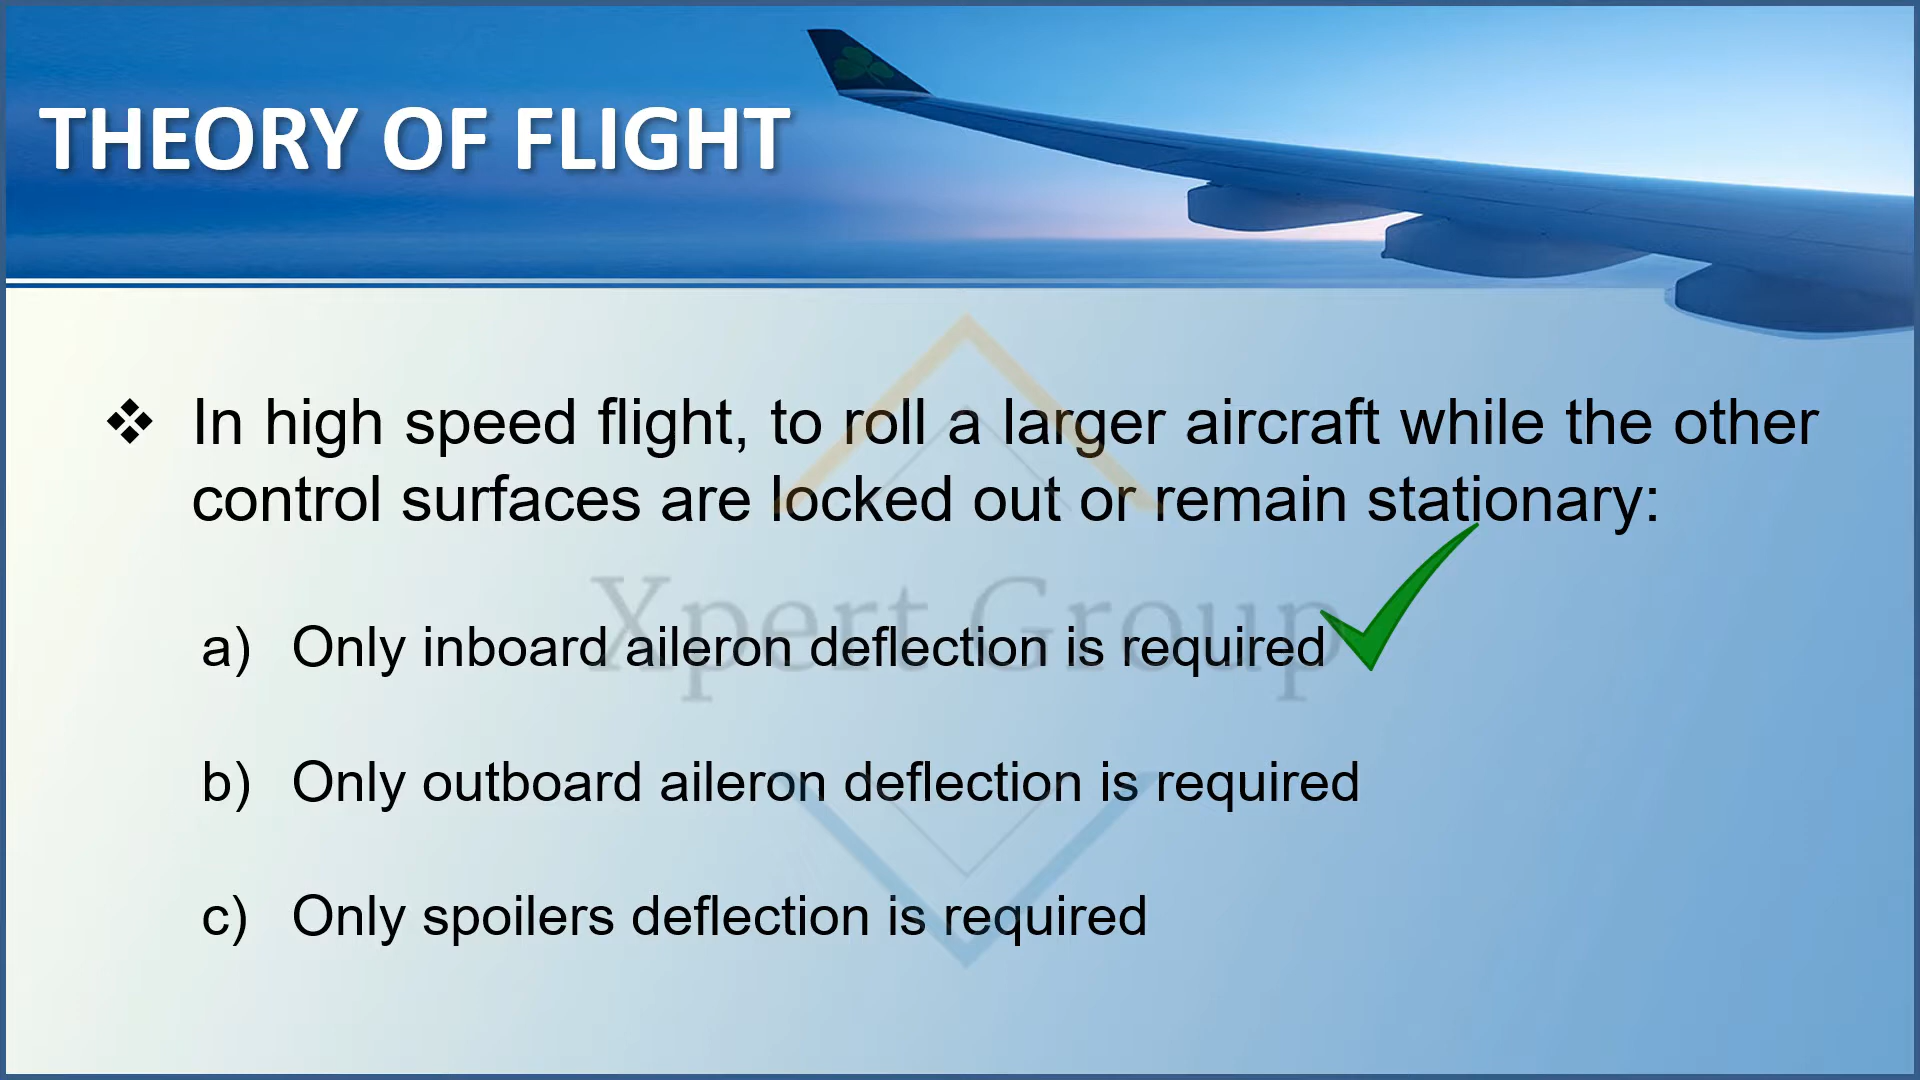 THEORY OF FLIGHT
In high speed flight, to roll a larger aircraft while the other
control surfaces are locked out or remain stationary:
Xpert Group
a) Only inboard aileron deflection is required
b) Only outboard aileron deflection is required
c) Only spoilers deflection is required